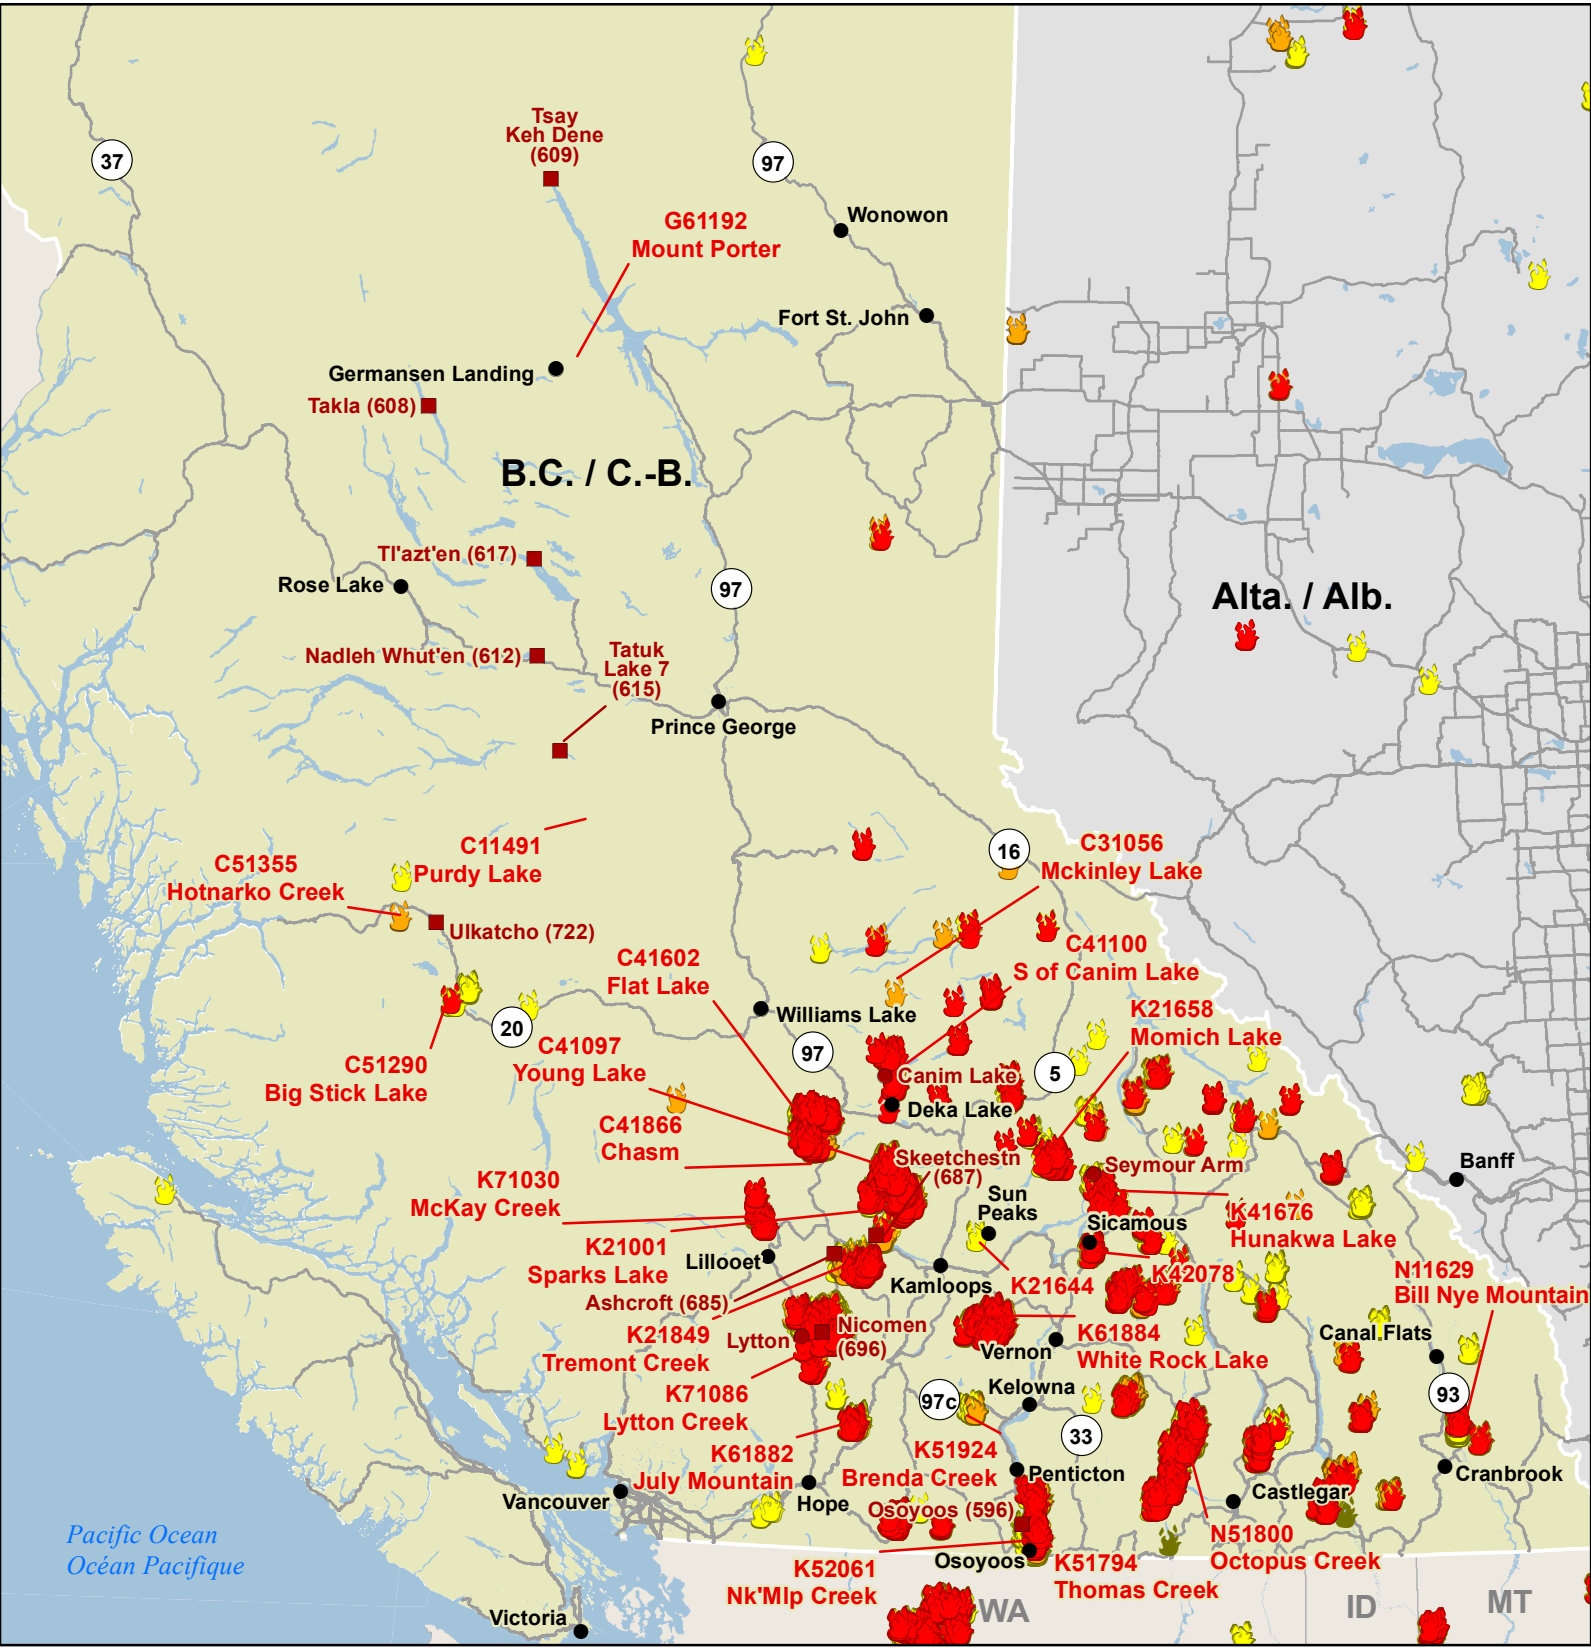 Tsay
Keh Dene
(609)
37
97
G61192
Mount Porter
Wonowon
Fort St. John
Germansen Landing
Takla (608)
B.C. / C.-B.
Tl'azt'en (617)
Rose Lake
97
Alta. / Alb.
Nadleh Whut'en (612)
Tatuk
Lake 7
(615)
Prince George
C11491
Purdy Lake
C51355
Hotnarko Creek
16
C31056
Mckinley Lake
Ulkatcho (722)
C41602
Flat Lake
C41100
S of Canim Lake
Williams Lake
K21658
Momich Lake
20
97
C51290
Big Stick Lake
C41097
Young Lake
Canim Lake
5
Deka Lake
C41866
Chasm
Skeetchestn
(687)
Seymour Arm
Banff
K71030
McKay Creek
Sun
Peaks
Sicamous
K41676
Hunakwa Lake
K21001
Sparks Lake
Lillooet
Kamloops
K21644
K42078
N11629
Bill Nye Mountain
Ashcroft (685)
K21849
Tremont Creek
Lytton
Nicomen
(696)
K61884
White Rock Lake
Vernon
Canal Flats
K71086
Lytton Creek
97c
Kelowna
93
33
K61882
July Mountain
K51924
Brenda Creek
Penticton
Cranbrook
Castlegar
Vancouver
Hope
Osoyoos (596)
N51800
Octopus Creek
Pacific Ocean
Océan Pacifique
K52061
Nk'Mlp Creek
Osoyoos
K51794
Thomas Creek
WA
ID
MT
Victoria